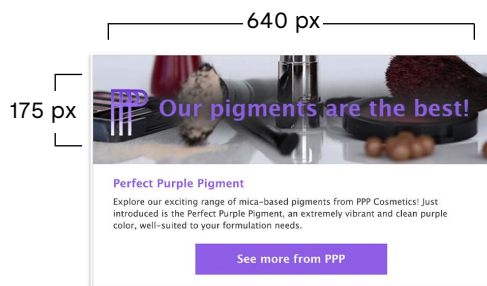 640 px
175 px
Our pigments are the best!
Perfect Purple Pigment
Explore our exciting range of mica-based pigments from PPP Cosmetics! Just
introduced is the Perfect Purple Pigment, an extremely vibrant and clean purple
color, well-suited to your formulation needs.
See more from PPP